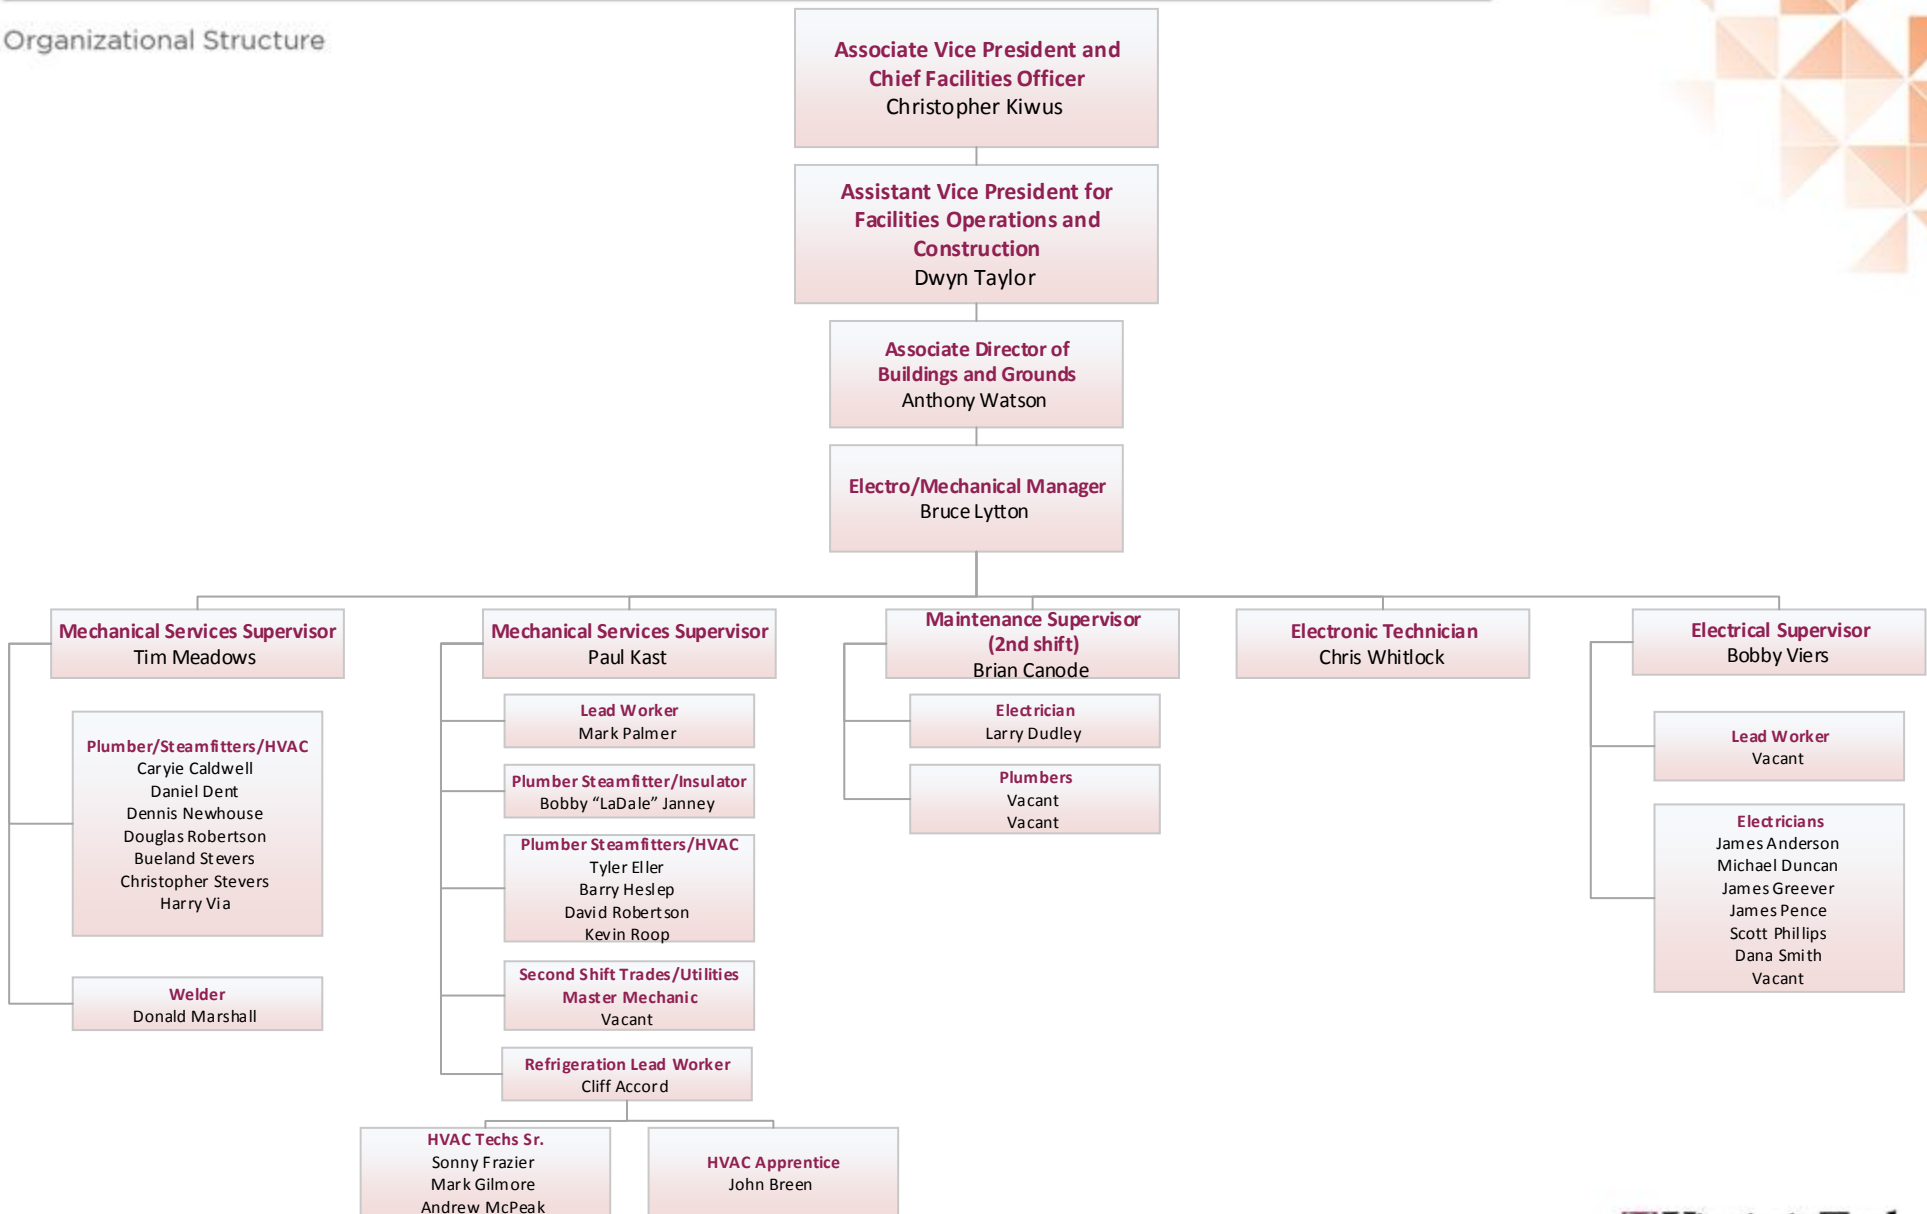 Organizational Structure
Associate Vice President and
Chief Facilities Officer
Christopher Kiwus
Assistant Vice President for
Facilities Operations and
Construction
Dwyn Taylor
Associate Director of
Buildings and Grounds
Anthony Watson
Electro/Mechanical Manager
Bruce Lytton
Mechanical Services Supervisor
Tim Meadows
Plumber/Steamfitters/HVAC
Caryie Caldwell
Daniel Dent
Dennis Newhouse
Douglas Robertson
Bueland Stevers
Christopher Stevers
Harry Via
Welder
Donald Marshall
Mechanical Services Supervisor
Paul Kast
Lead Worker
Mark Palmer
Plumber Steamfitter/Insulator
Bobby “LaDale” Janney
Plumber Steamfitters/HVAC
Tyler Eller
Barry Heslep
David Robertson
Kevin Roop
Second Shift Trades/Utilities
Master Mechanic
Vacant
Refrigeration Lead Worker
Cliff Accord
HVAC Techs Sr.
Sonny Frazier
Mark Gilmore
Andrew McPeak
HVAC Apprentice
John Breen
Maintenance Supervisor
(2nd shift)
Brian Canode
Electrician
Larry Dudley
Plumbers
Vacant
Vacant
Electronic Technician
Chris Whitlock
Electrical Supervisor
Bobby Viers
Lead Worker
Vacant
Electricians
James Anderson
Michael Duncan
James Greever
James Pence
Scott Phillips
Dana Smith
Vacant